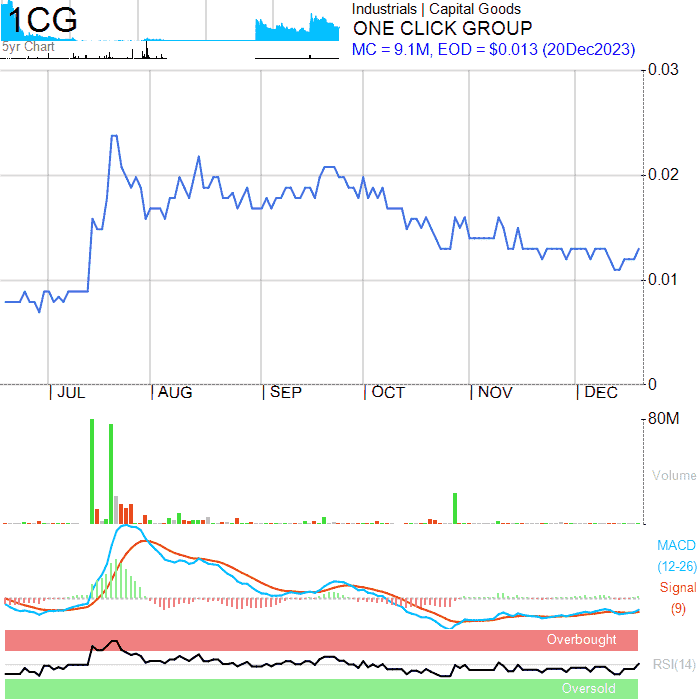 1CG
5yr Chart
Industrials | Capital Goods
ONE CLICK GROUP
MC = 9.1M, EOD = $0.013 (20Dec2023)
0.03
0.02
0.01
0
JUL
AUG
SEP
OCT
NOV
DEC
80M
Volume
MACD
(12-26)
Signal
(9)
Overbought
RSI(14)
Oversold